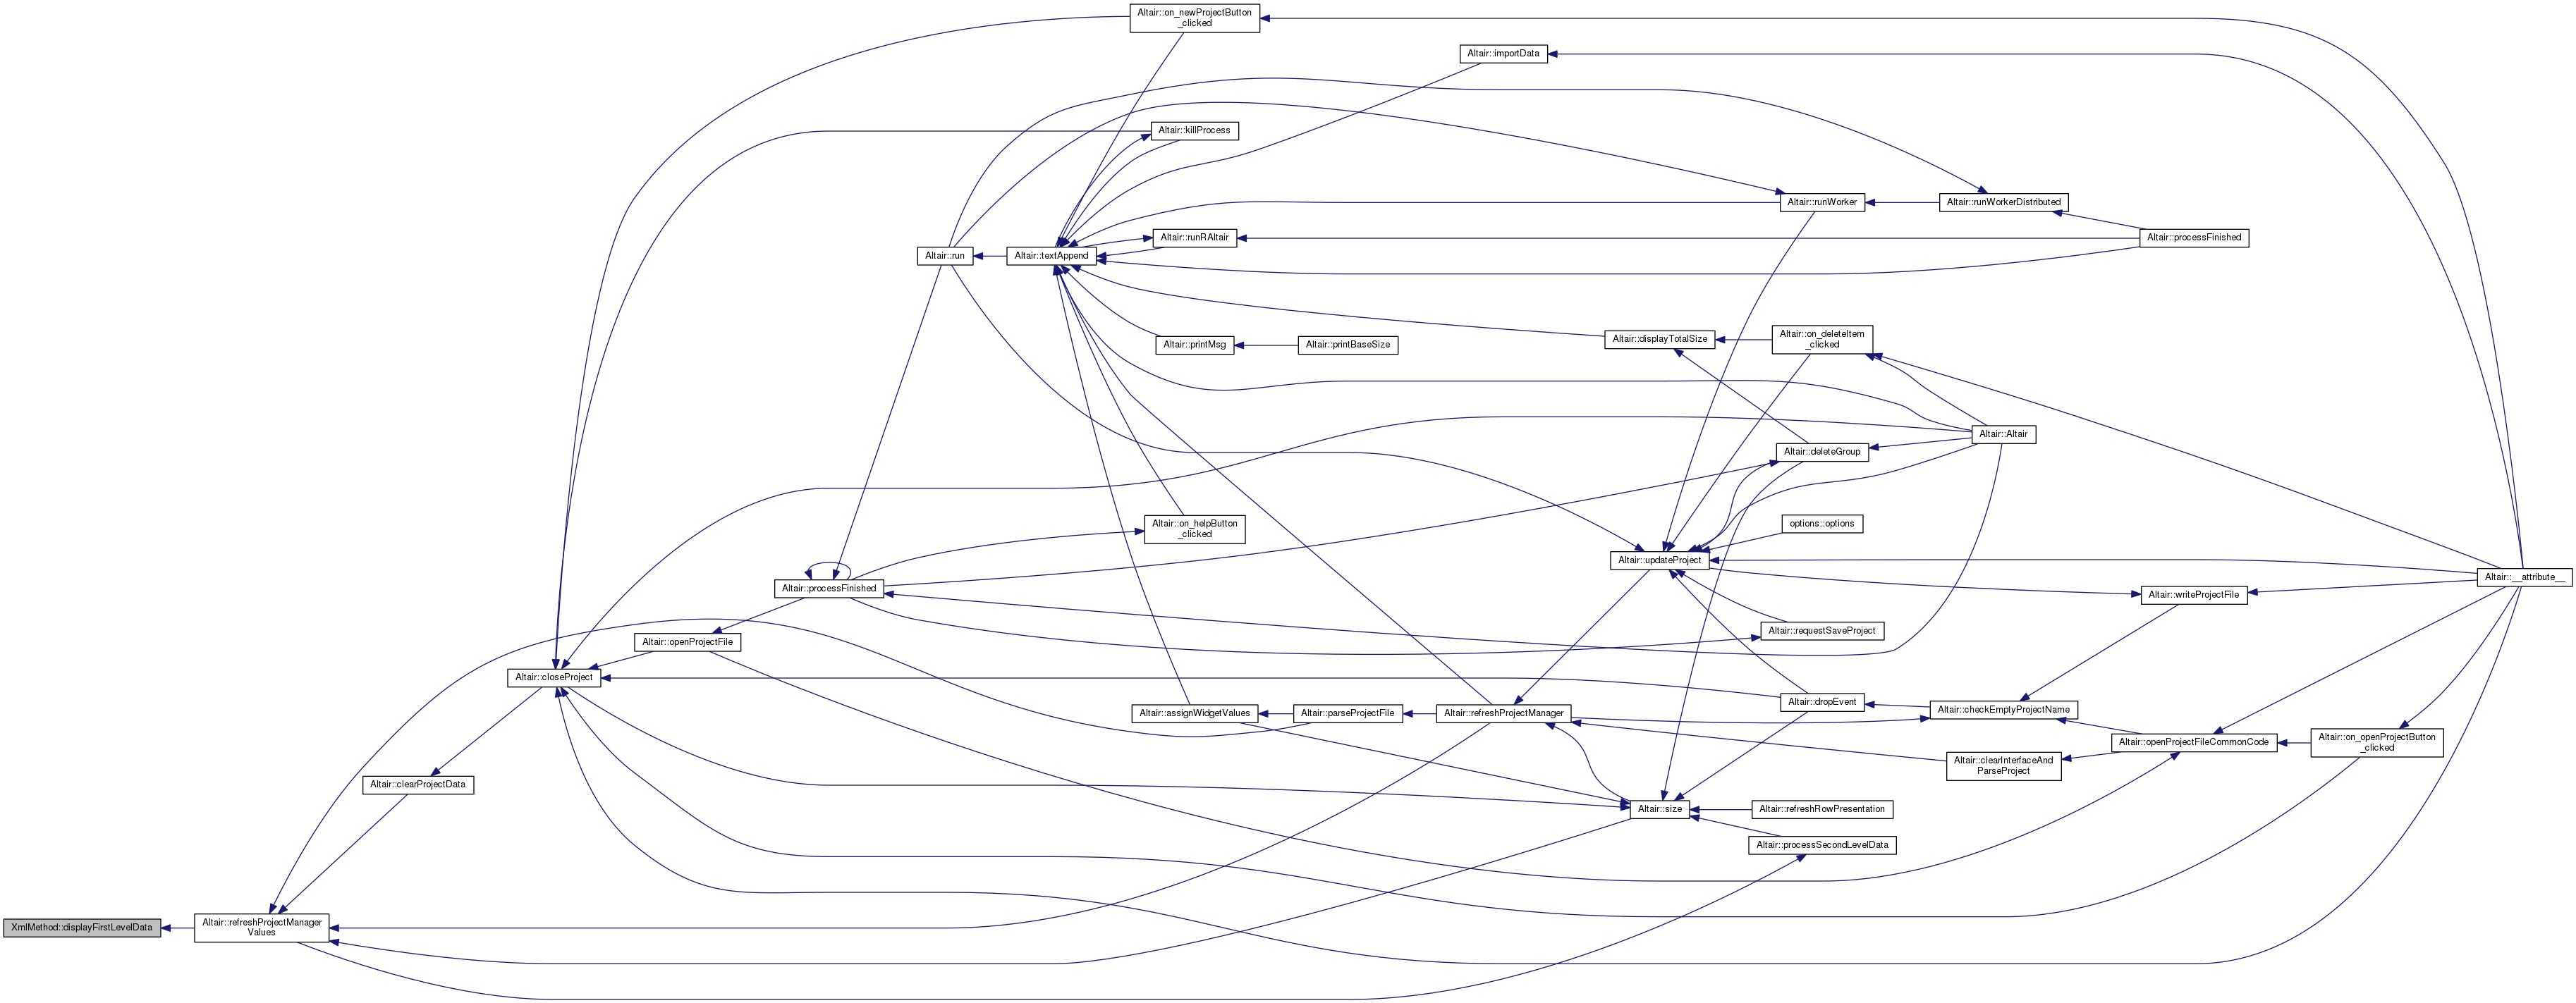 Altair::on_newProjectButton
_clicked
Altair::importData
Altair::killProcess
Altair::runWorker
Altair::runWorkerDistributed
Altair::runRAltair
Altair::processFinished
Altair::run
Altair::textAppend
Altair::printMsg
Altair::printBaseSize
Altair::displayTotalSize
Altair::on_deleteItem
_clicked
Altair::Altair
Altair::deleteGroup
Altair::on_helpButton
_clicked
options::options
Altair::updateProject
Altair::__attribute__
Altair::processFinished
Altair::writeProjectFile
Altair::requestSaveProject
Altair::openProjectFile
Altair::closeProject
Altair::dropEvent
Altair::checkEmptyProjectName
Altair::assignWidgetValues
Altair::parseProjectFile
Altair::refreshProjectManager
Altair::openProjectFileCommonCode
Altair::on_openProjectButton
_clicked
Altair::clearInterfaceAnd
ParseProject
Altair::clearProjectData
Altair::size
Altair::refreshRowPresentation
Altair::processSecondLevelData
XmlMethod::displayFirstLevelData
Altair::refreshProjectManager
Values